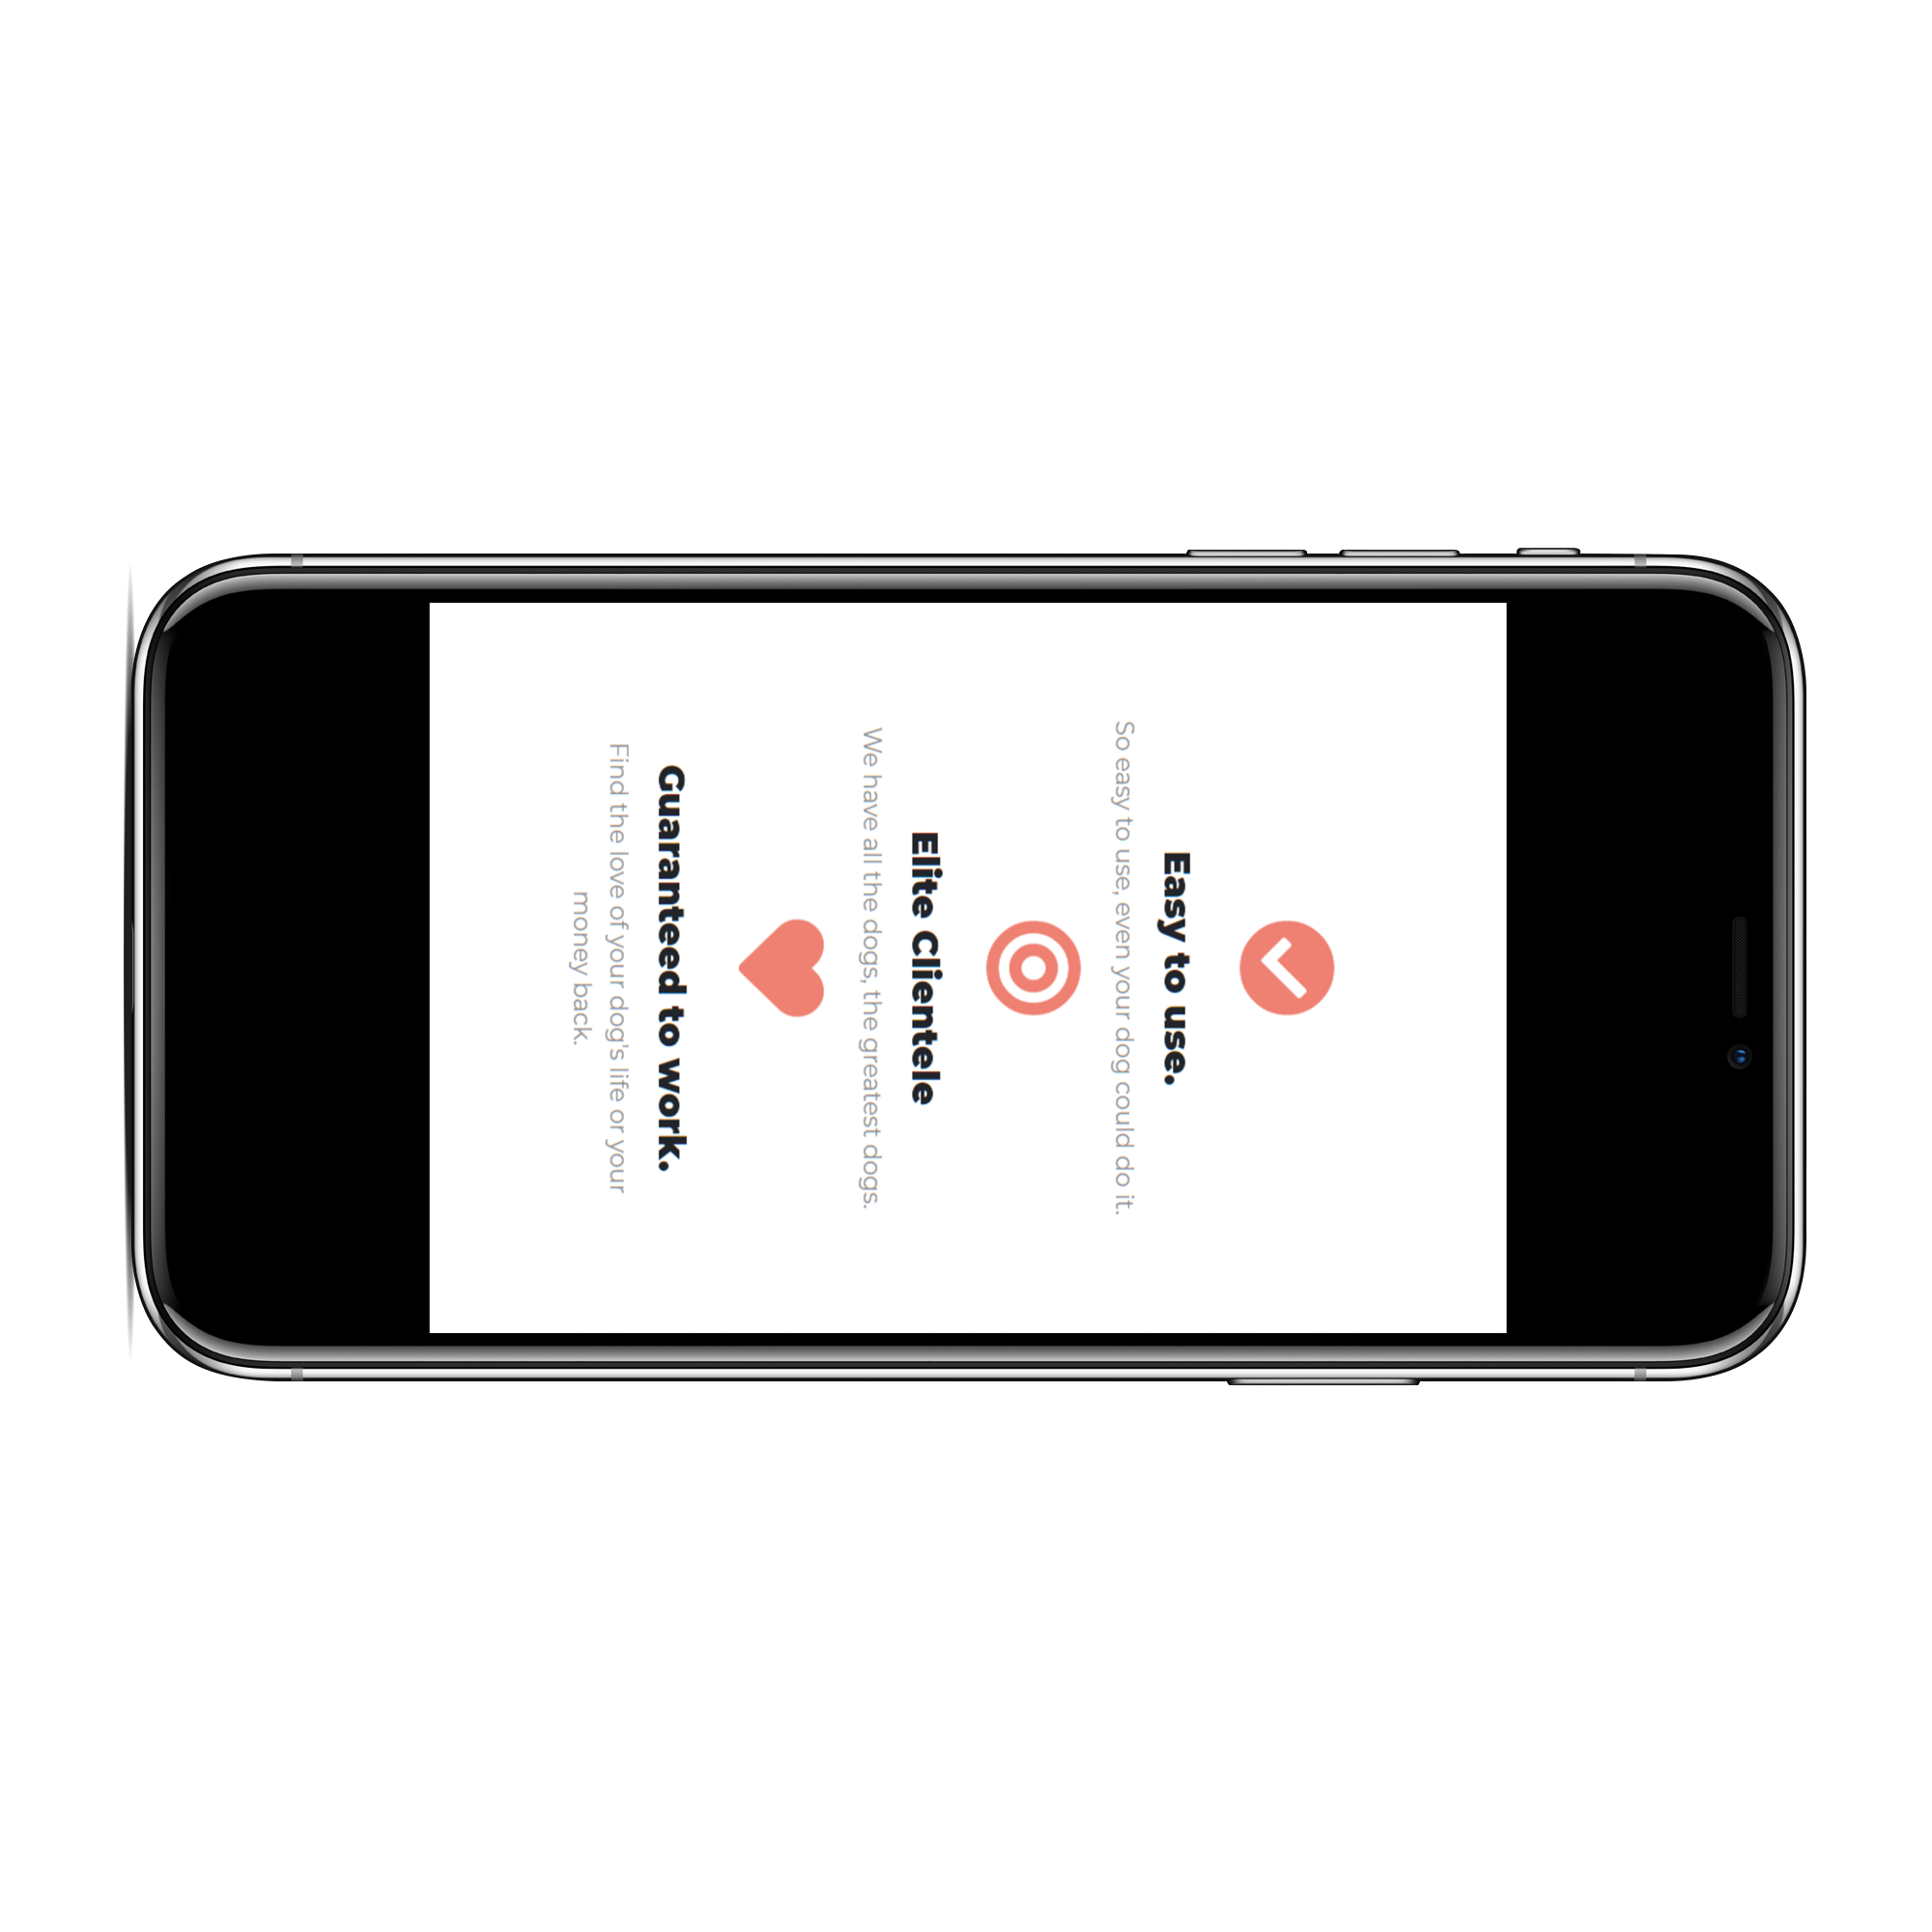 Easy to use.
So easy to use, even your dog could do it.
Elite Clientele
We have all the dogs, the greatest dogs.
Guaranteed to work.
Find the love of your dog's life or your
money back.